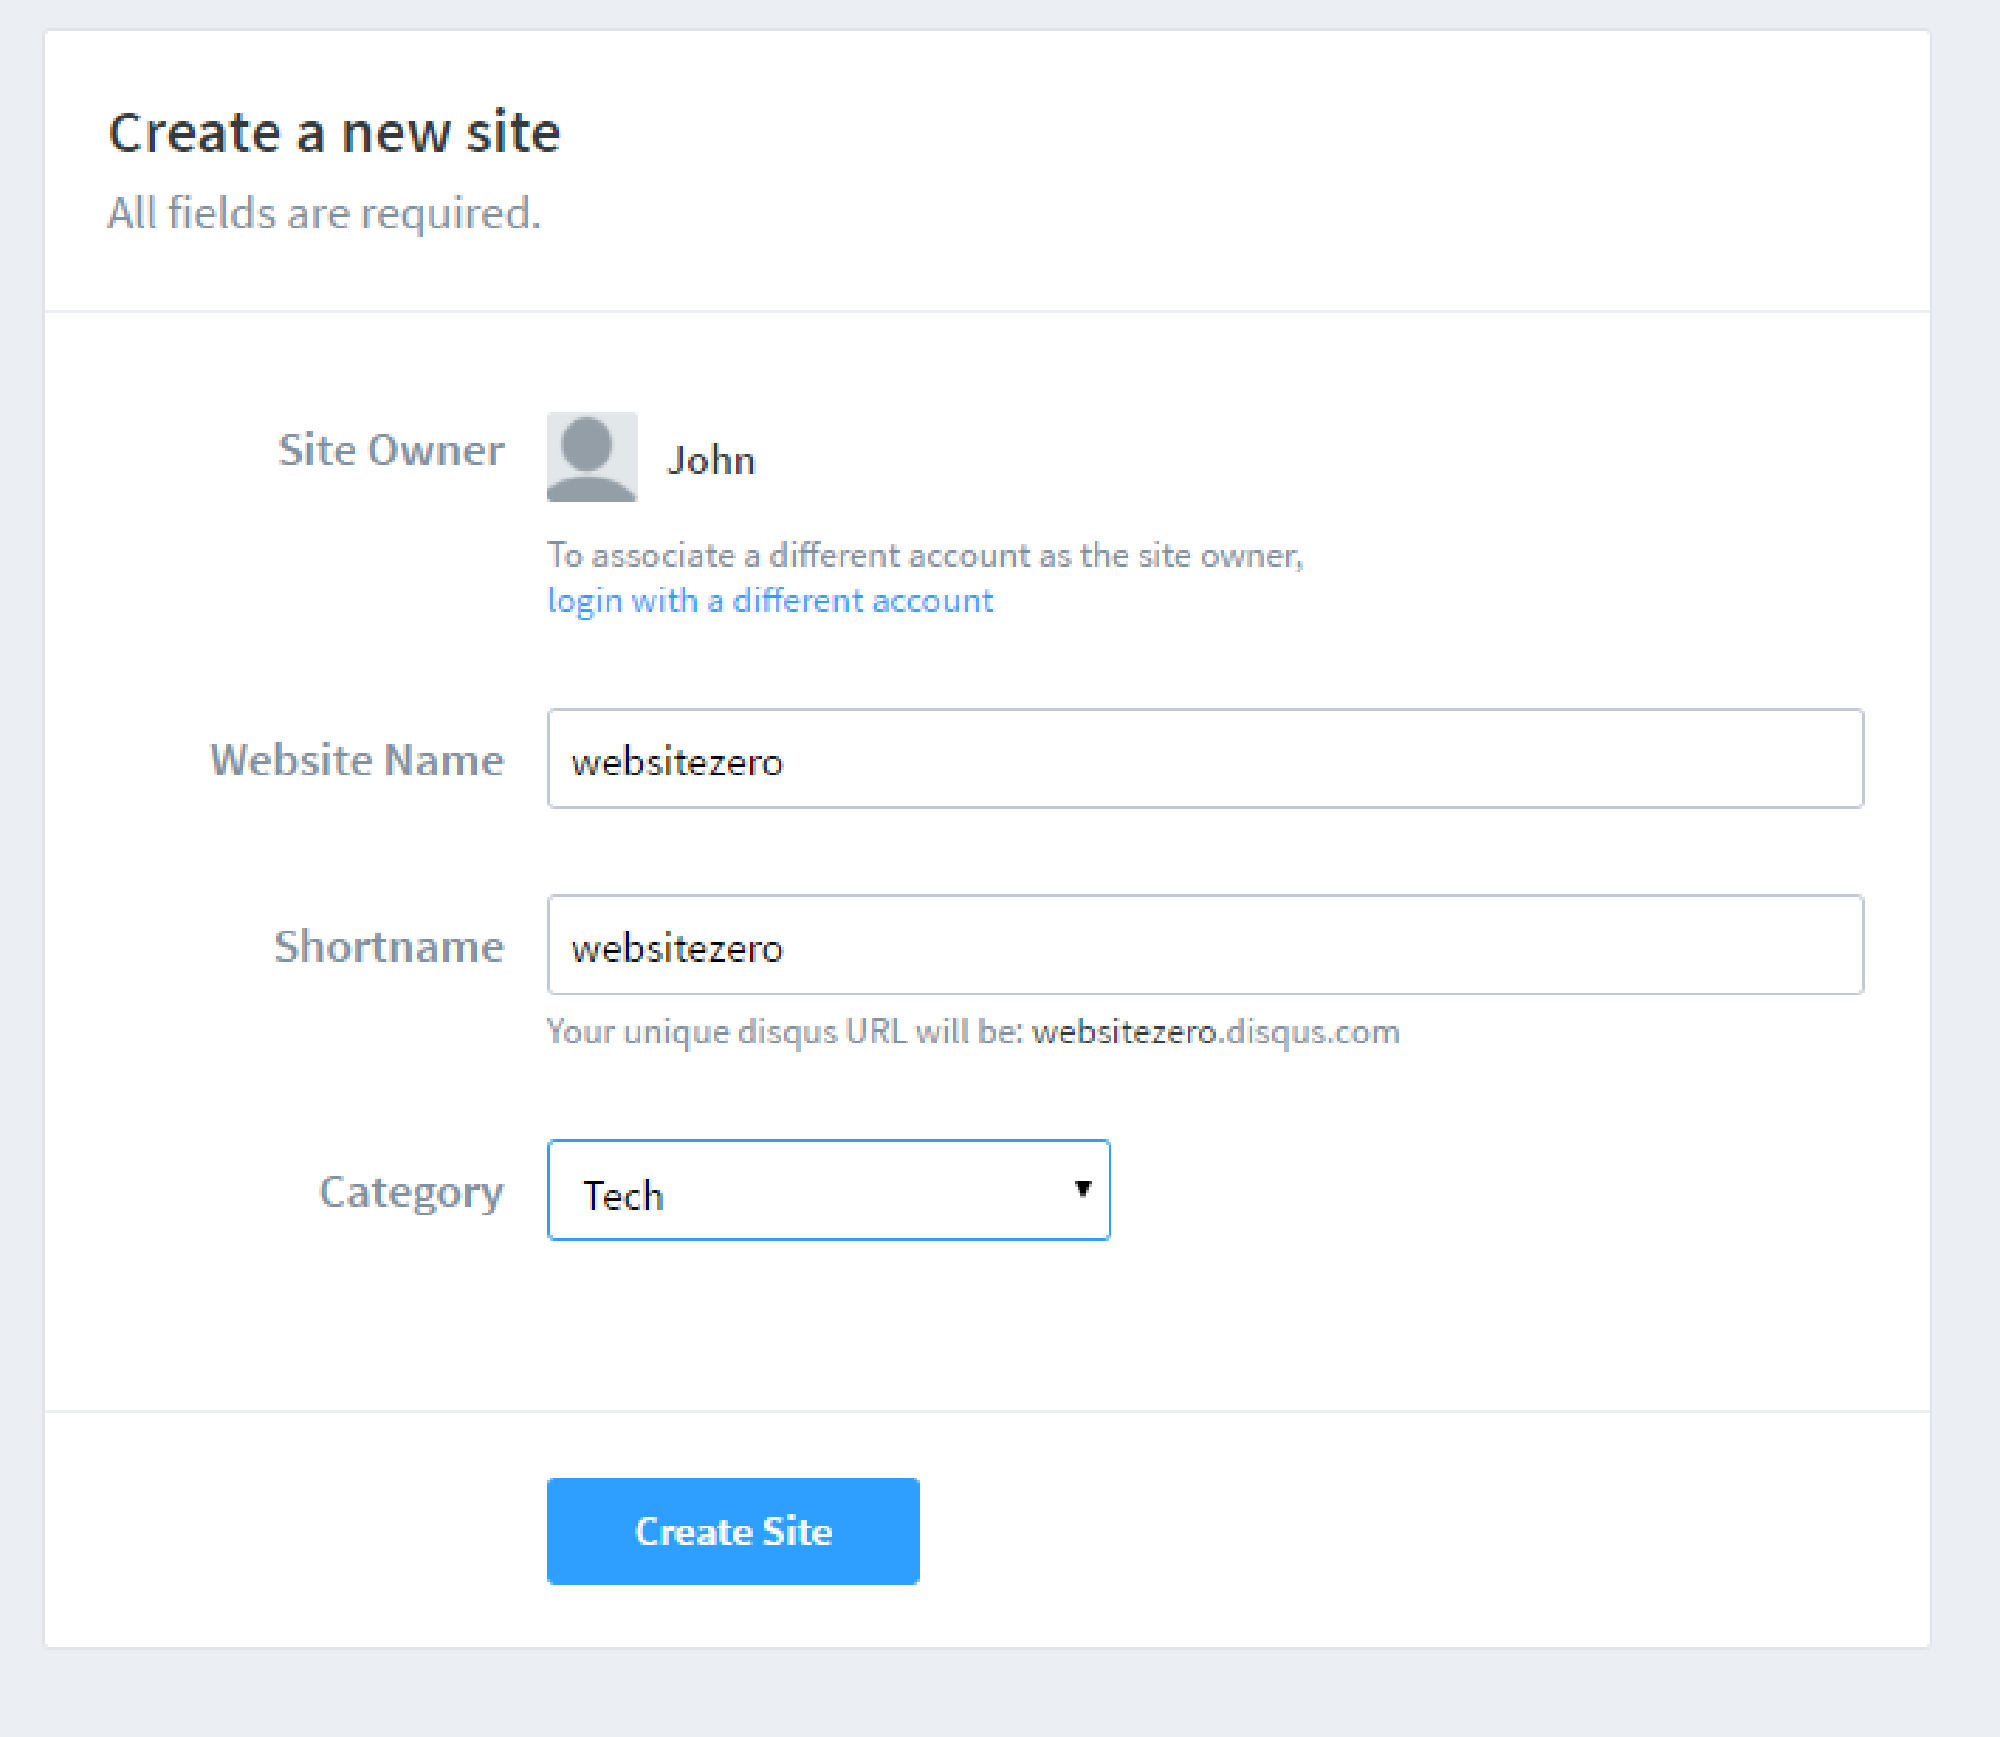 Create a new site
All fields are required.
Site Owner
John
To associate a different account as the site owner,
login with a different account
Website Name
websitezero
Shortname
websitezero
Your unique disqus URL will be: websitezero.disqus.com
Category
Tech
Create Site